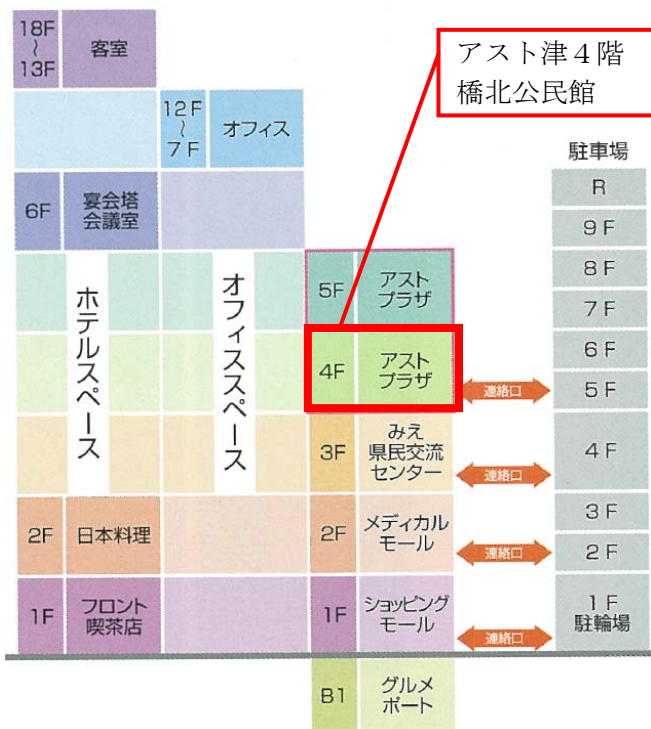 アスト津４階
橋北公民館
18F
～
13F
客室
12F
～
7F
オフィス
駐車場
R
6F
宴会塔
会議室
9F
ホテルスペース
オフィススペース
5F
アスト
プラザ
8F
7F
4F
アスト
プラザ
連絡口
6F
5F
3F
みえ
県民交流
センター
連絡口
4F
2F
日本料理
2F
メディカル
モール
連絡口
3F
2F
1F
フロント
喫茶店
1F
ショッピング
モール
連絡口
1F
駐輪場
B1
グルメ
ポート